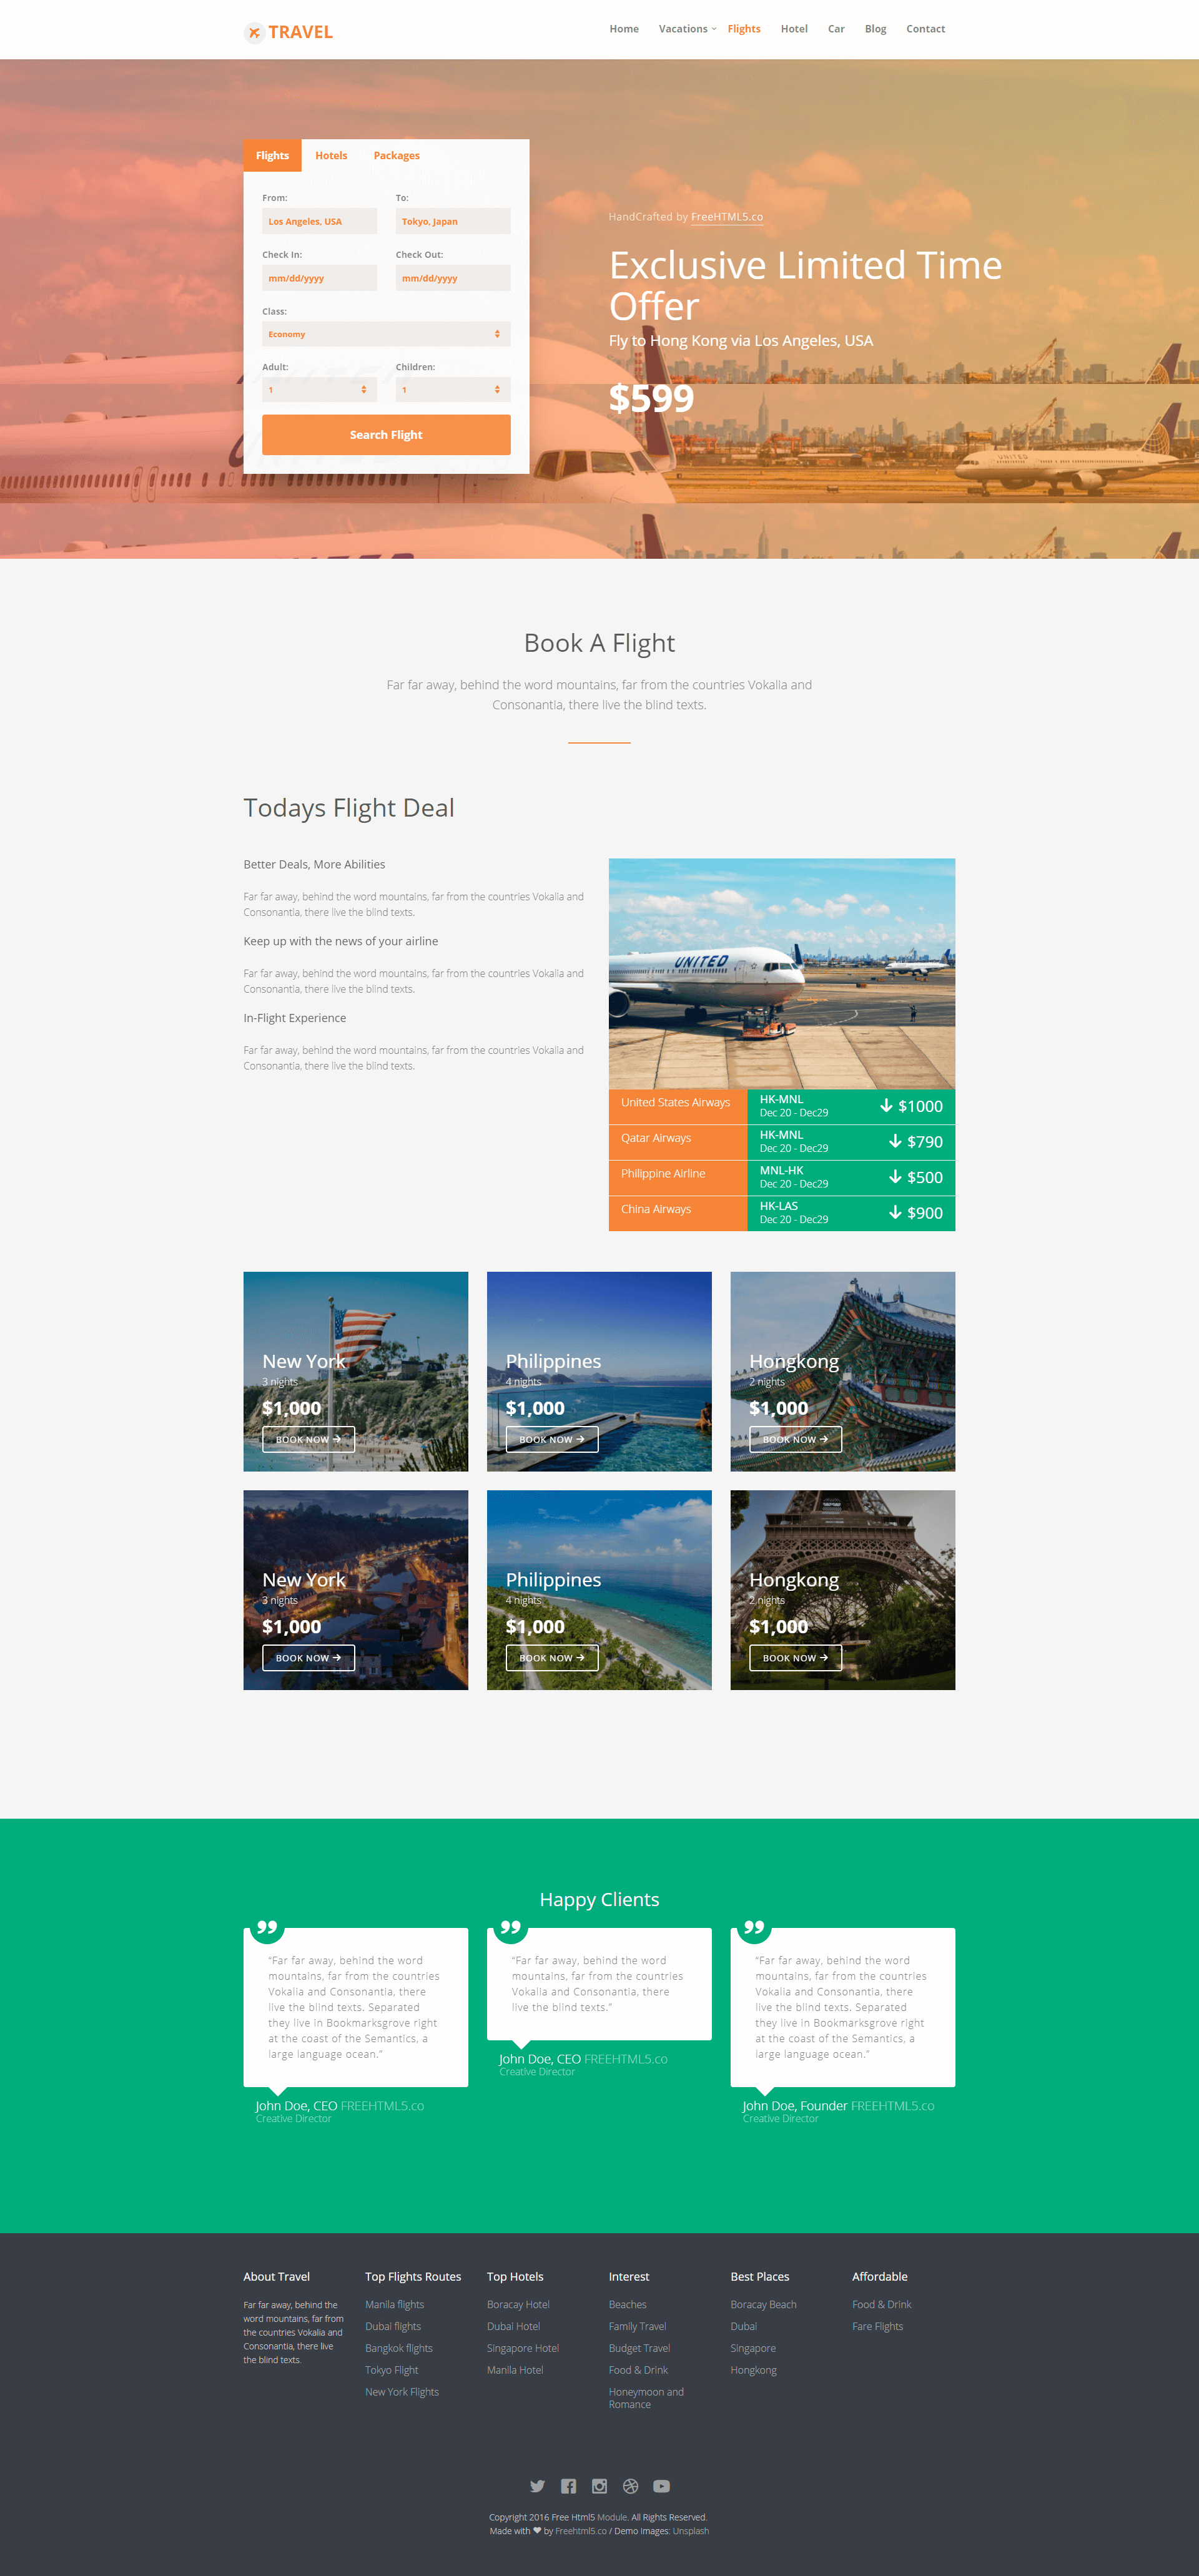 TRAVEL
Home Vacations Flights Hotel Car Blog Contact
Flights Hotels Packages
From: To:
Los Angeles, USA Tokyo, Japan
Check In: Check Out:
mm/dd/yyyy mm/dd/yyyy
Class:
Economy
Adult: Children:
1 1
Search Flight
HandCrafted by FreeHTML5.co
Exclusive Limited Time
Offer
Fly to Hong Kong via Los Angeles, USA
$599
UNITED
Book A Flight
Far far away, behind the word mountains, far from the countries Vokalia and
Consonantia, there live the blind texts.
Todays Flight Deal
Better Deals, More Abilities
Far far away, behind the word mountains, far from the countries Vokalia and
Consonantia, there live the blind texts.
Keep up with the news of your airline
Far far away, behind the word mountains, far from the countries Vokalia and
Consonantia, there live the blind texts.
In-Flight Experience
Far far away, behind the word mountains, far from the countries Vokalia and
Consonantia, there live the blind texts.
UNITED
United States Airways HK-MNL
Dec 20 - Dec29 $1000
Qatar Airways HK-MNL
Dec 20 - Dec29 $790
Philippine Airline MNL-HK
Dec 20 - Dec29 $500
China Airways HK-LAS
Dec 20 - Dec29 $900
New York
3 nights
$1,000
BOOK NOW
Philippines
4 nights
$1,000
BOOK NOW
Hongkong
2 nights
$1,000
BOOK NOW
New York
3 nights
$1,000
BOOK NOW
Philippines
4 nights
$1,000
BOOK NOW
Hongkong
2 nights
$1,000
BOOK NOW
Happy Clients
“Far far away, behind the word
mountains, far from the countries
Vokalia and Consonantia, there
live the blind texts. Separated
they live in Bookmarksgrove right
at the coast of the Semantics, a
large language ocean.”
John Doe, CEO FREEHTML5.co
Creative Director
“Far far away, behind the word
mountains, far from the countries
Vokalia and Consonantia, there
live the blind texts.”
John Doe, CEO FREEHTML5.co
Creative Director
“Far far away, behind the word
mountains, far from the countries
Vokalia and Consonantia, there
live the blind texts. Separated
they live in Bookmarksgrove right
at the coast of the Semantics, a
large language ocean.”
John Doe, Founder FREEHTML5.co
Creative Director
About Travel
Far far away, behind the
word mountains, far from
the countries Vokalia and
Consonantia, there live
the blind texts.
Top Flights Routes
Manila flights
Dubai flights
Bangkok flights
Tokyo Flight
New York Flights
Top Hotels
Boracay Hotel
Dubai Hotel
Singapore Hotel
Manila Hotel
Interest
Beaches
Family Travel
Budget Travel
Food & Drink
Honeymoon and
Romance
Best Places
Boracay Beach
Dubai
Singapore
Hongkong
Affordable
Food & Drink
Fare Flights
Copyright 2016 Free Html5 Module. All Rights Reserved.
Made with ♥ by Freehtml5.co / Demo Images: Unsplash